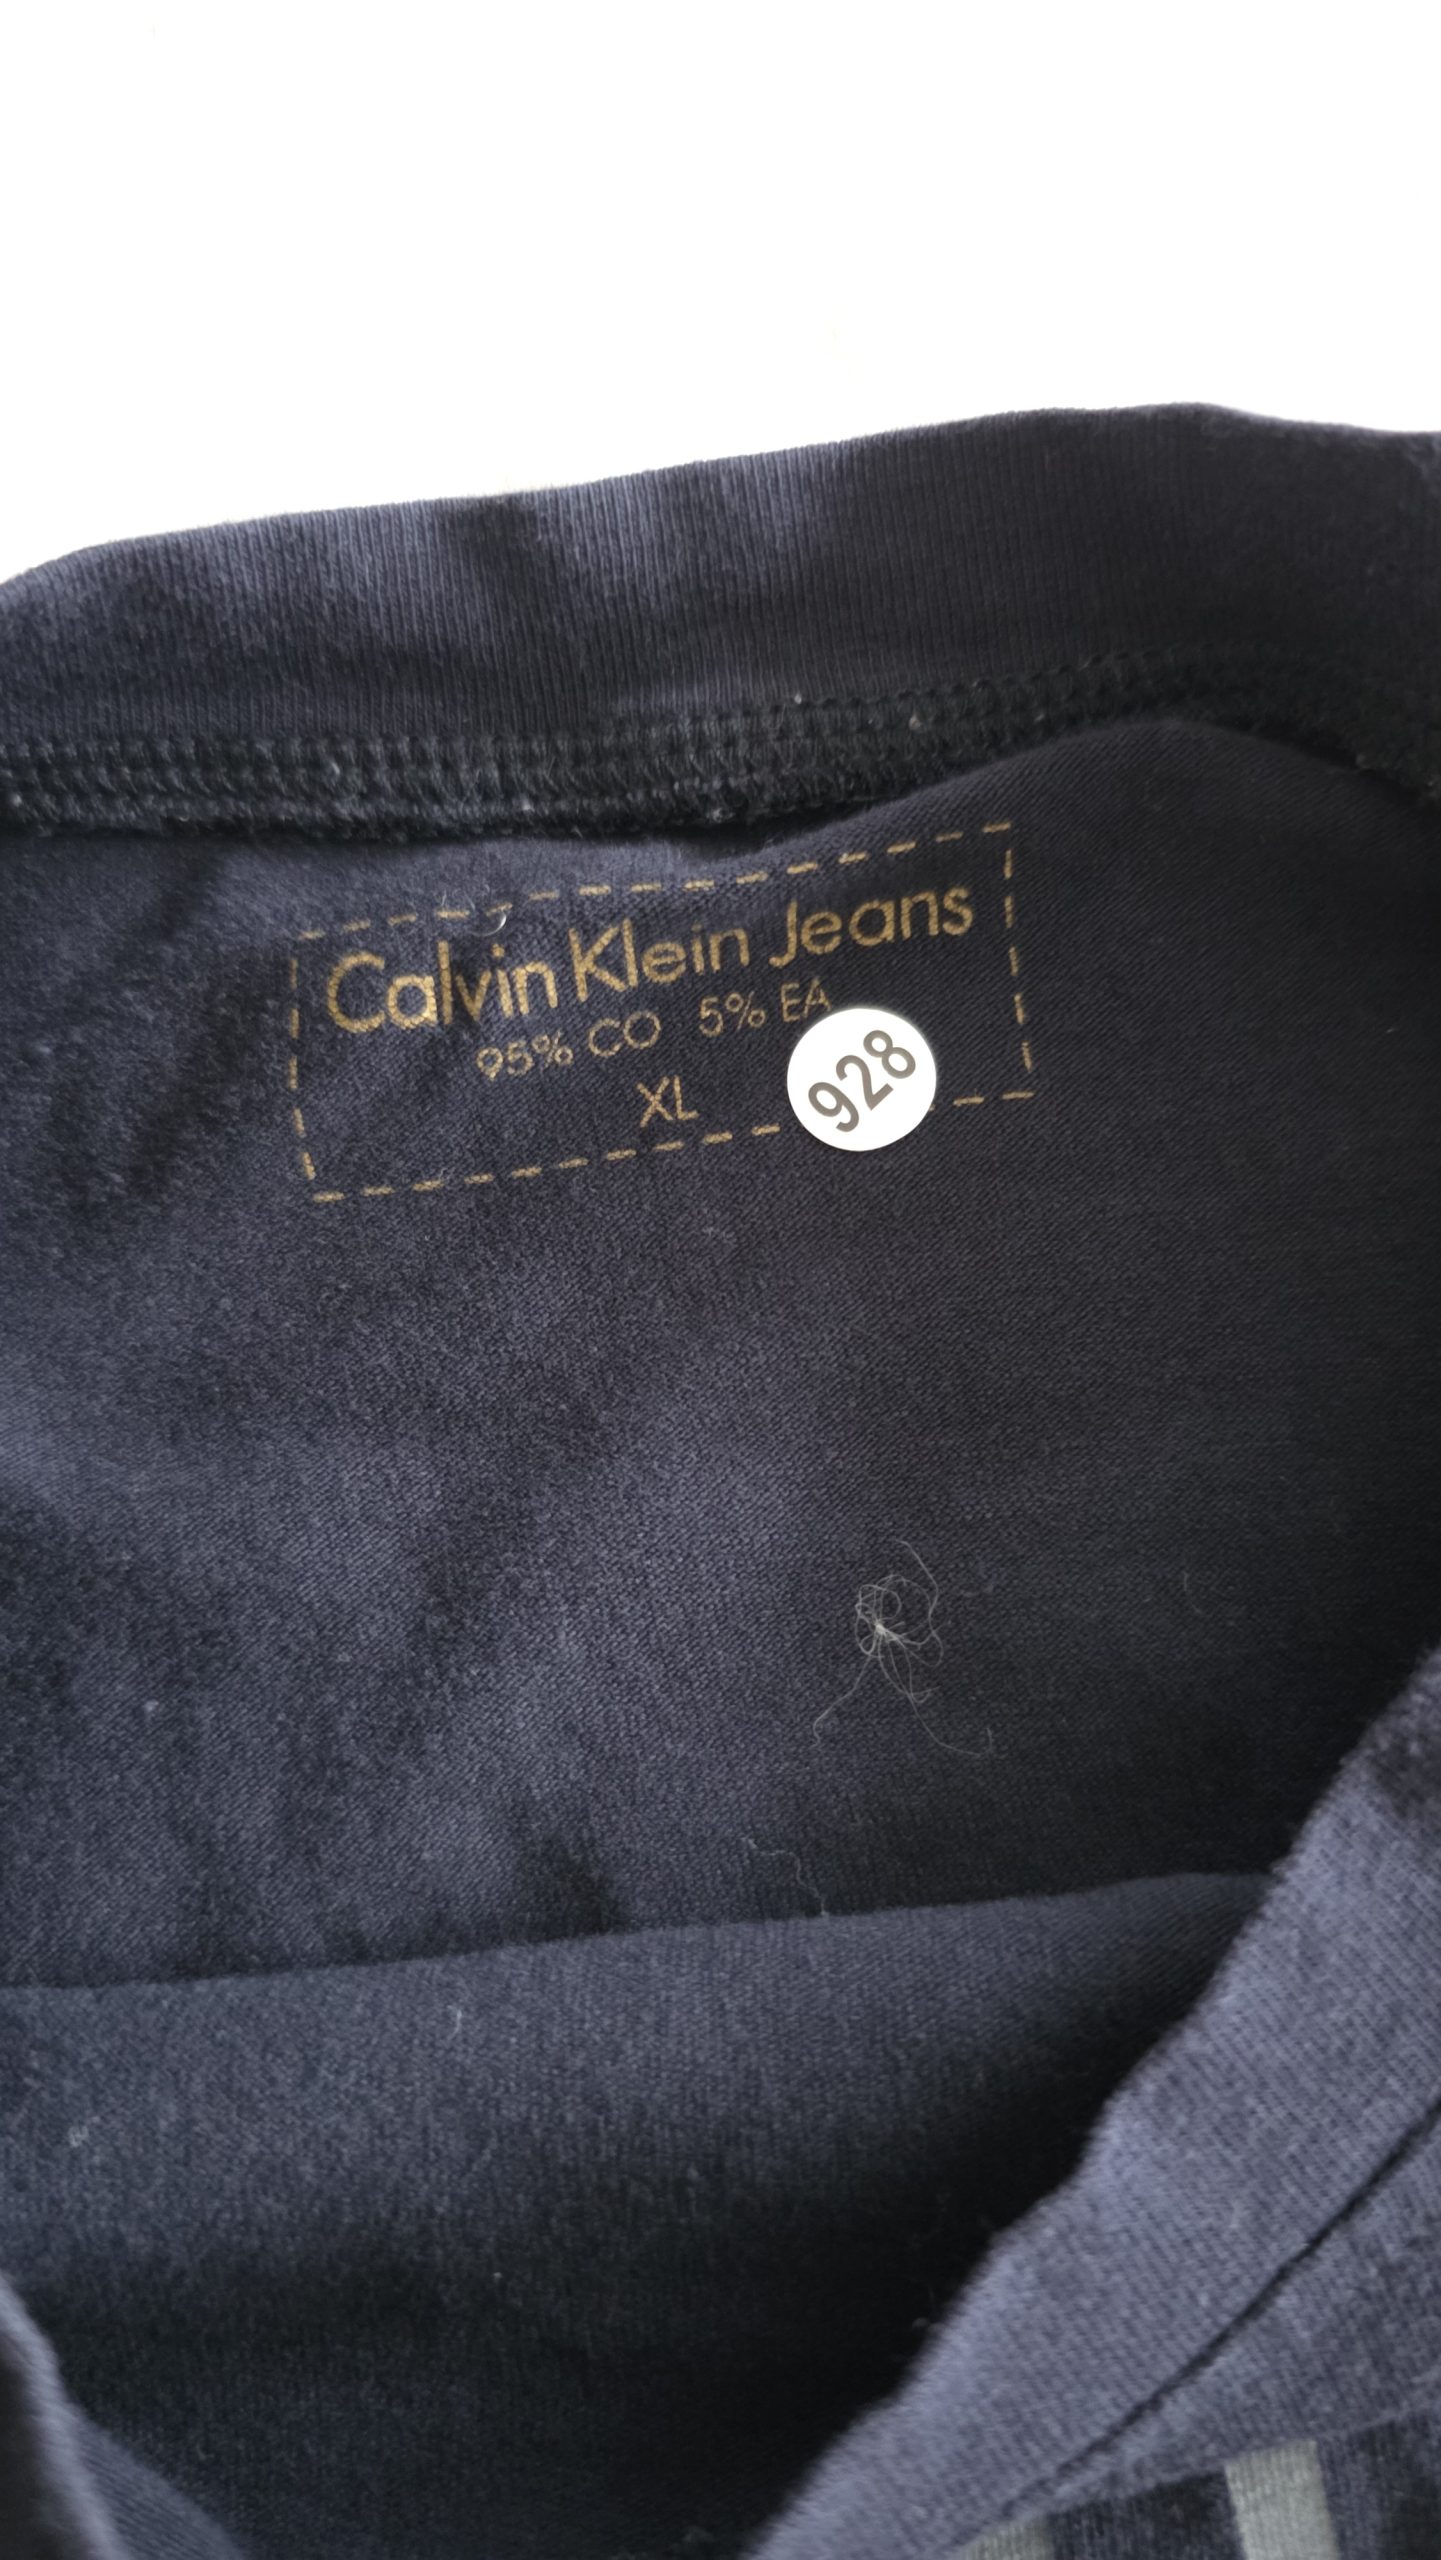 Calvin Klein Jeans
95% CO 5% EA
XL
928